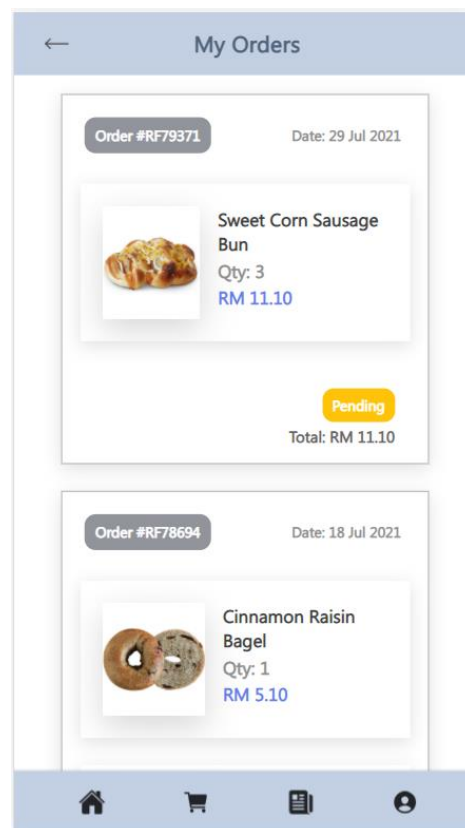 My Orders
Order #RF79371
Date: 29 Jul 2021
Sweet Corn Sausage
Bun
Qty: 3
RM 11.10
Pending
Total: RM 11.10
Order #RF78694
Date: 18 Jul 2021
Cinnamon Raisin
Bagel
Qty: 1
RM 5.10